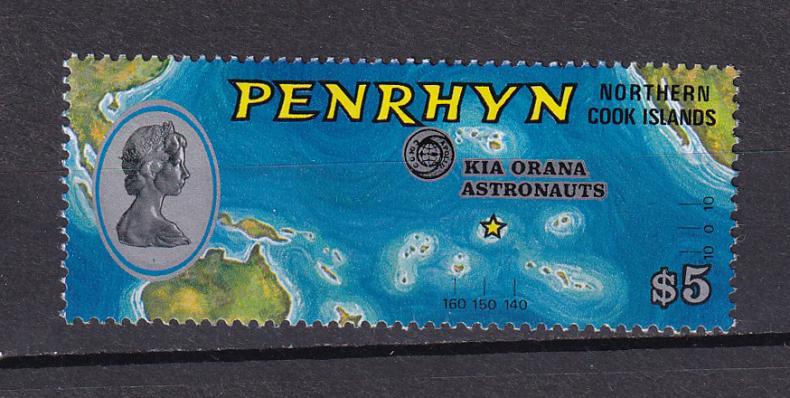 PENRHYN
NORTHERN
COOK ISLANDS
KIA ORANA
ASTRONAUTS
10
0
10
160 150 140
$5